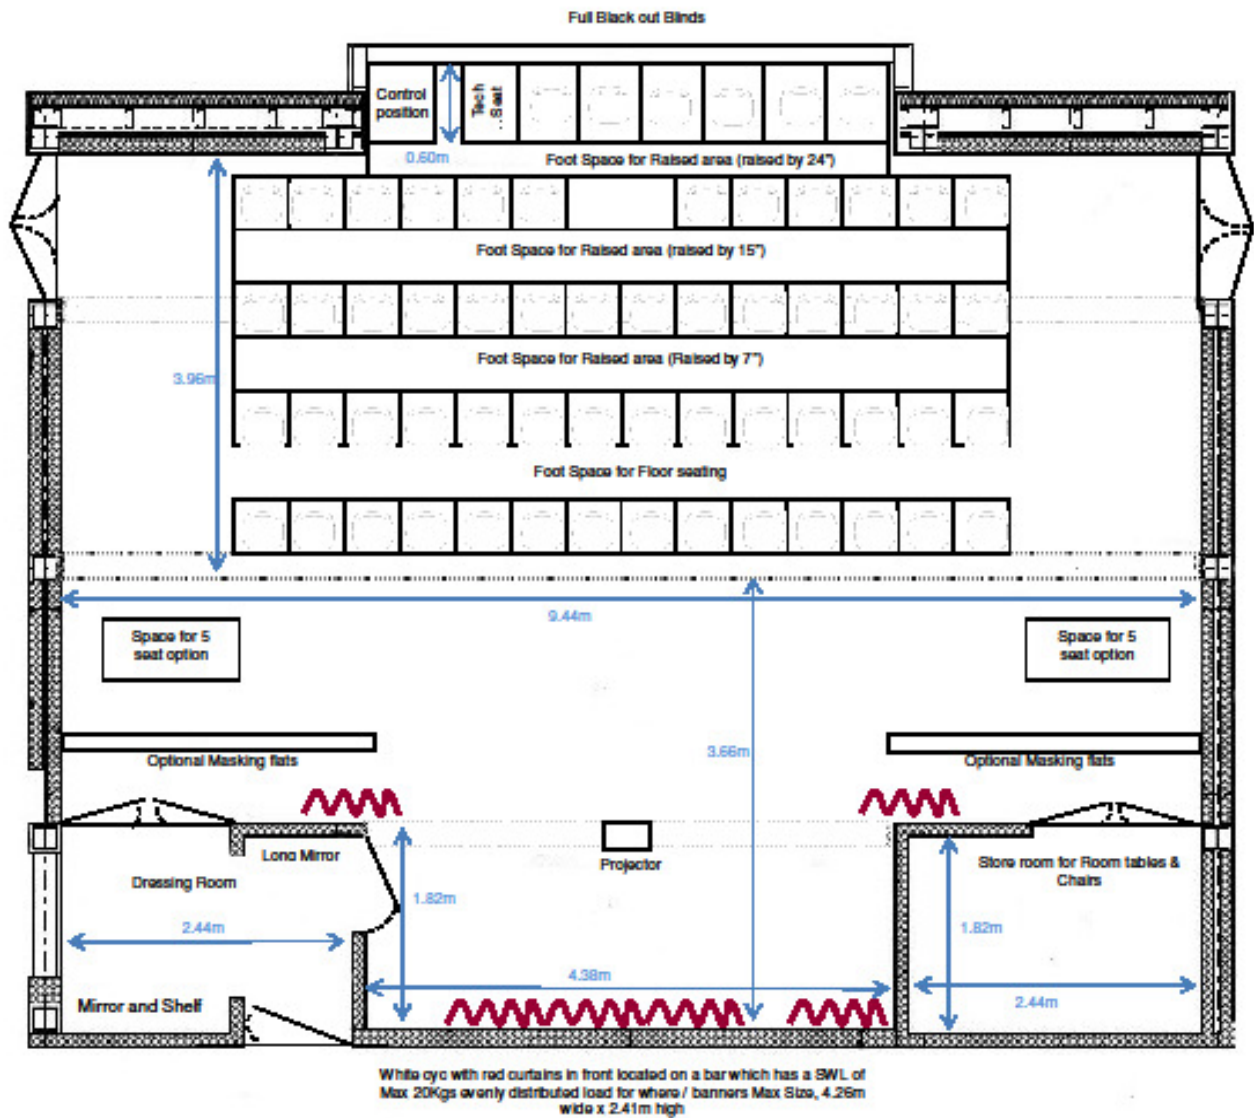 Full Black out Blinds
Control
position
Tech
..Seat
0.60m
Foot Space for Raised area (raised by 24")
Foot Space for Raised area (raised by 15")
Foot Space for Raised area (Raised by 7")
3.96m
Foot Space for Floor seating
9.44m
Space for 5
seat option
Space for 5
seat option
3.66m
Optional Masking flats
Optional Masking flats
Long Mirror
Projector
Dressing Room
Store room for Room tables &
Chairs
1.82m
2.44m
1.82m
4.38m
2.44m
Mirror and Shelf
White cyc with red curtains in front located on a bar which has a SWL of
Max 20Kgs evenly distributed load for where / banners Max Size, 4.26m
wide x 2.41m high